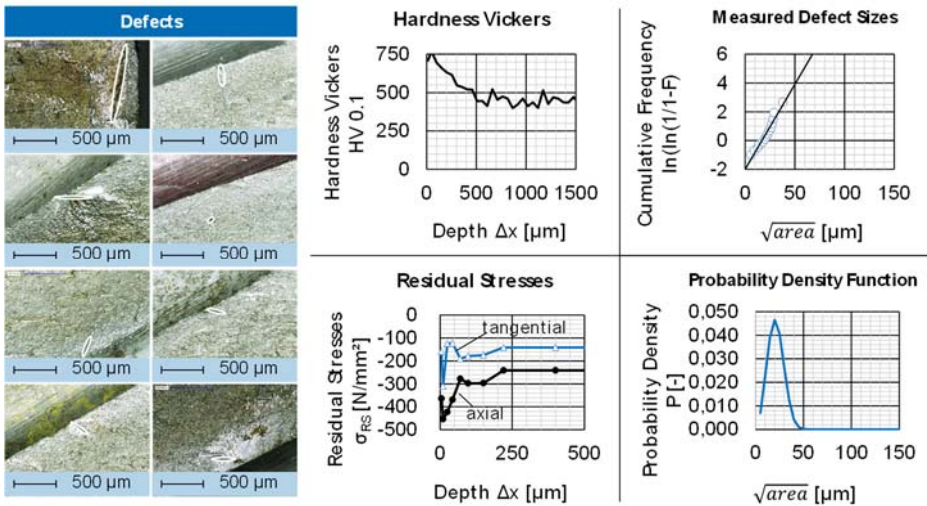 Defects
500 µm
500 µm
500 µm
500 µm
500 µm
500 µm
500 µm
500 µm
Hardness Vickers
Hardness Vickers
HV 0.1
750
500
250
0
0 500 1000 1500
Depth Δx [µm]
Measured Defect Sizes
Cumulative Frequency
ln(ln(1/1-F)
6
4
2
0
-2
0 50 100 150
√area [µm]
Residual Stresses
Residual Stresses
σRS [N/mm²]
0
-100
-200
-300
-400
-500
tangential
axial
0 250 500
Depth Δx [µm]
Probability Density Function
Probability Density
P [-]
0,050
0,040
0,030
0,020
0,010
0,000
0 50 100 150
√area [µm]